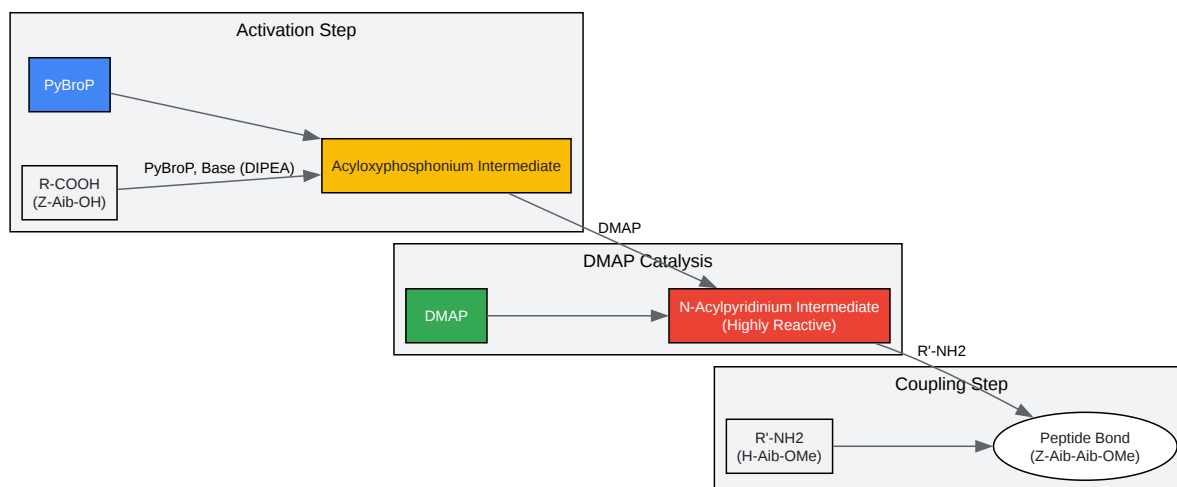 Activation Step
PyBroP
R-COOH
(Z-Aib-OH)
PyBroP, Base (DIPEA)
Acyloxyphosphonium Intermediate
DMAP
DMAP Catalysis
DMAP
N-Acylpyridinium Intermediate
(Highly Reactive)
R'-NH2
Coupling Step
R'-NH2
(H-Aib-OMe)
Peptide Bond
(Z-Aib-Aib-OMe)